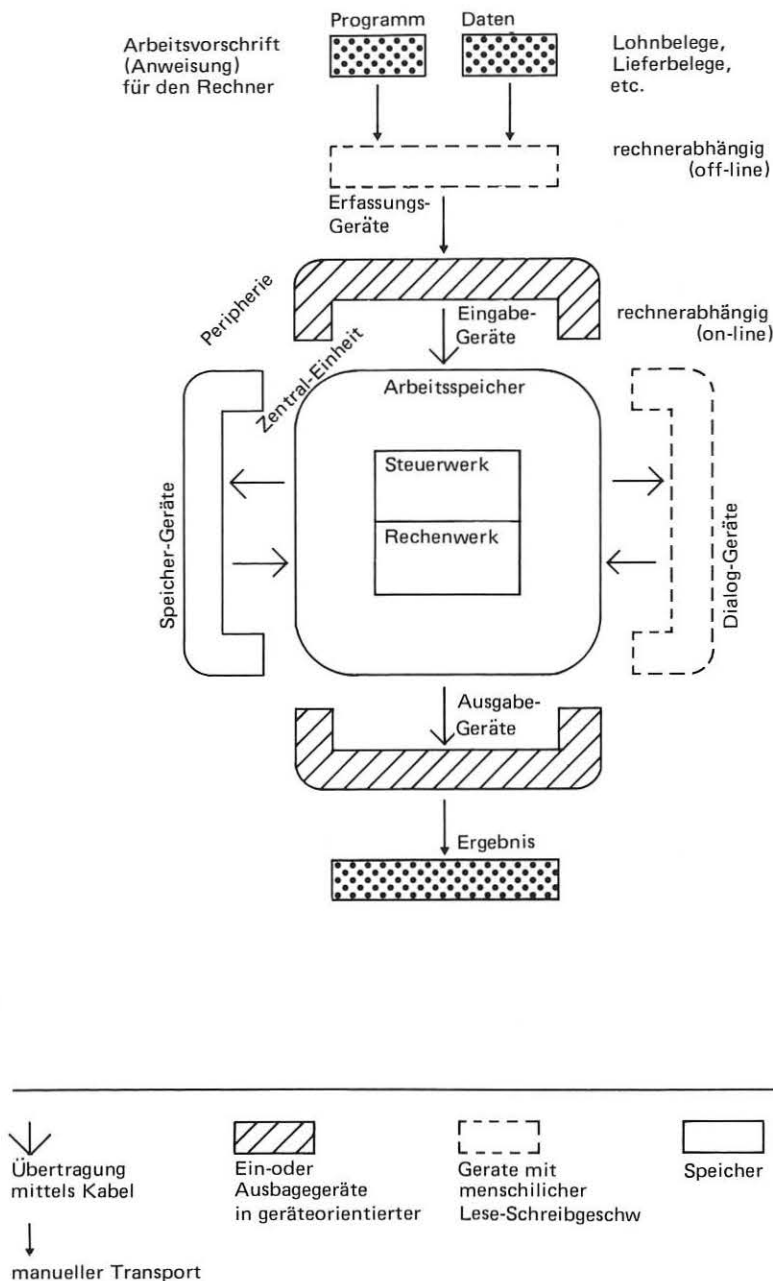 Programm
Daten
Arbeitsvorschrift
(Anweisung)
für den Rechner
Lohnbelege,
Lieferbelege,
etc.
rechnerabhängig
(off-line)
Erfassungs-
Geräte
Peripherie
Eingabe-
Geräte
rechnerabhängig
(on-line)
Zentral-Einheit
Arbeitsspeicher
Steuerwerk
Rechenwerk
Speicher-Geräte
Dialog-Geräte
Ausgabe-
Geräte
Ergebnis
Übertragung
mittels Kabel
manueller Transport
Ein-oder
Ausbagegeräte
in geräteorientierter
Gerate mit
menschilicher
Lese-Schreibgeschw
Speicher